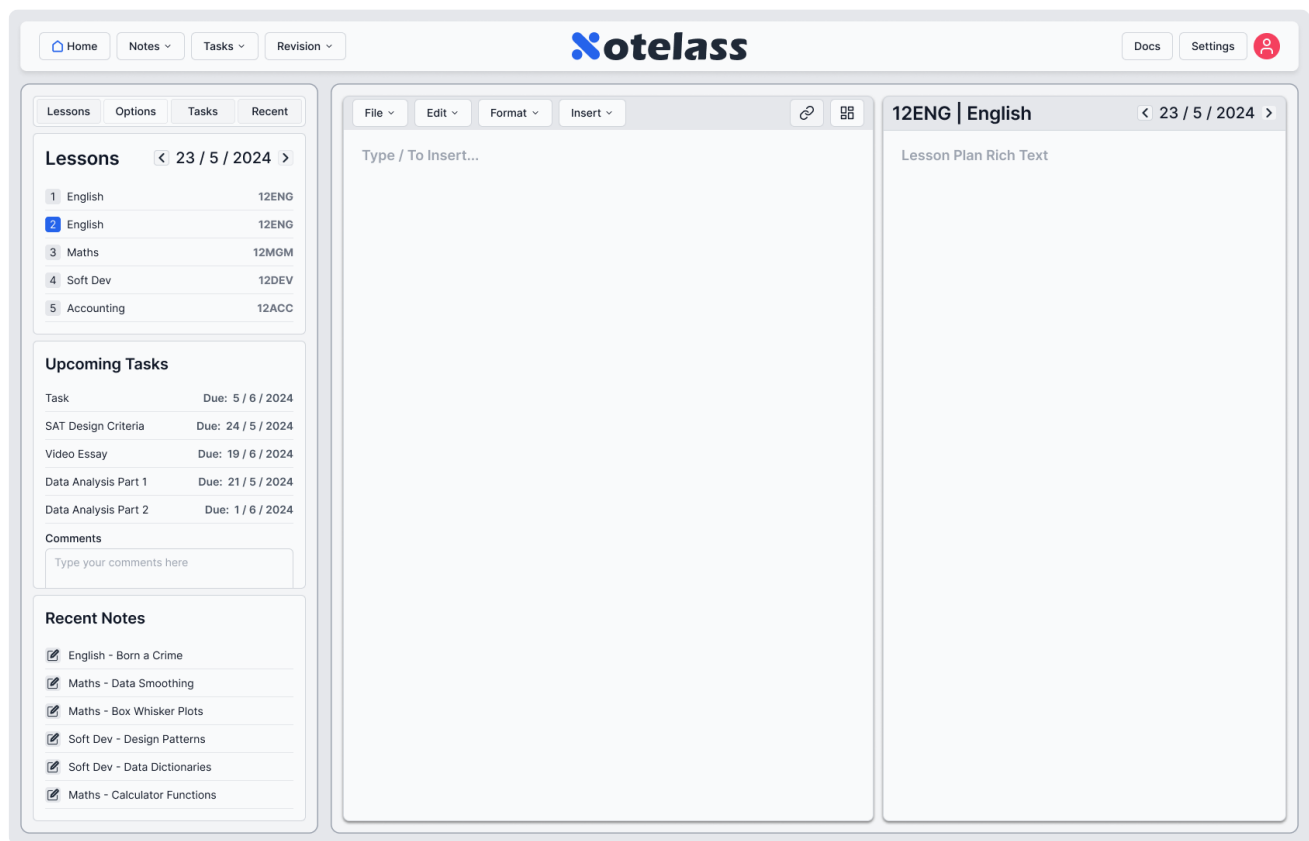 Home Notes Tasks Revision Notelass Docs Settings
Lessons Options Tasks Recent
Lessons 23 / 5 / 2024
1 English 12ENG
2 English 12ENG
3 Maths 12MGM
4 Soft Dev 12DEV
5 Accounting 12ACC
Upcoming Tasks
Task Due: 5 / 6 / 2024
SAT Design Criteria Due: 24 / 5 / 2024
Video Essay Due: 19 / 6 / 2024
Data Analysis Part 1 Due: 21 / 5 / 2024
Data Analysis Part 2 Due: 1 / 6 / 2024
Comments
Type your comments here
Recent Notes
English - Born a Crime
Maths - Data Smoothing
Maths - Box Whisker Plots
Soft Dev - Design Patterns
Soft Dev - Data Dictionaries
Maths - Calculator Functions
File Edit Format Insert
Type / To Insert...
12ENG | English 23 / 5 / 2024
Lesson Plan Rich Text